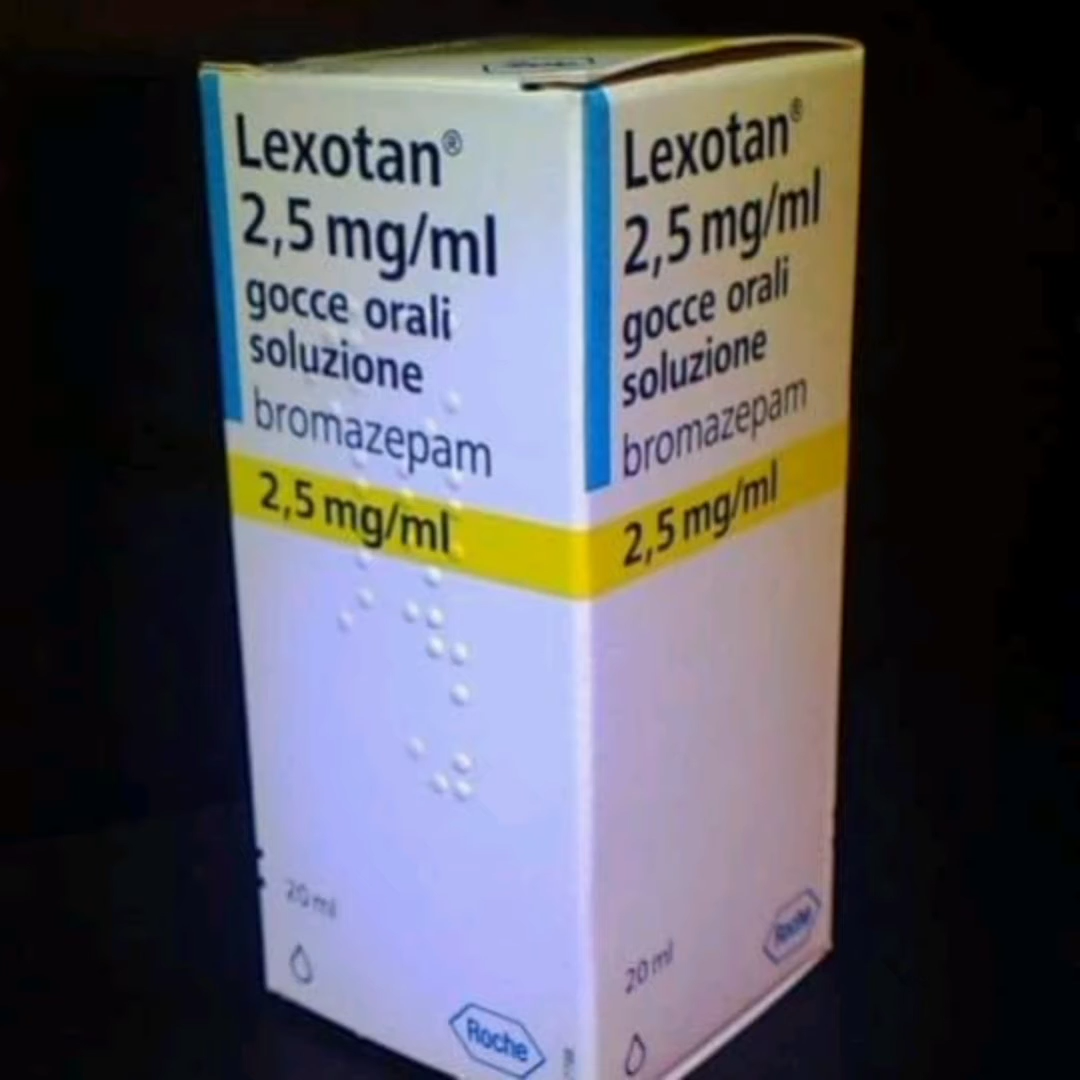 Lexotan®
2,5 mg/ml
gocce orali
soluzione
bromazepam
2,5 mg/ml
20 ml
Roche
Lexotan®
2,5 mg/ml
gocce orali
soluzione
bromazepam
2,5 mg/ml
20 ml
Roche